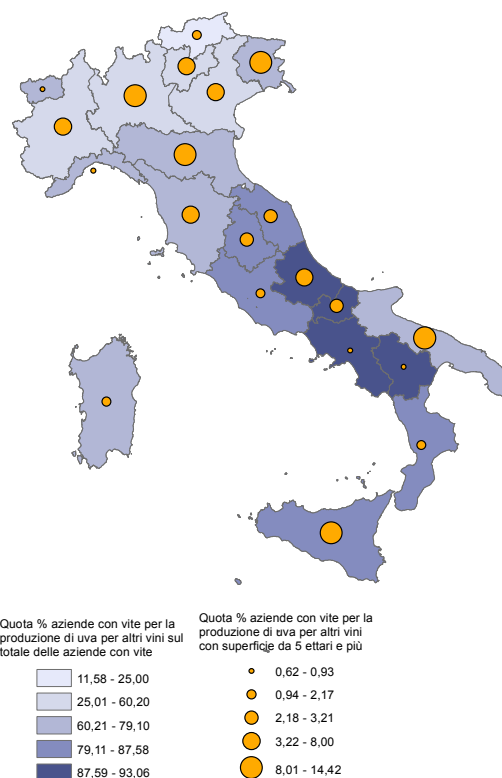 Quota % aziende con vite per la
produzione di uva per altri vini sul
totale delle aziende con vite
11,58 - 25,00
25,01 - 60,20
60,21 - 79,10
79,11 - 87,58
87,59 - 93,06
Quota % aziende con vite per la
produzione di uva per altri vini
con superficie da 5 ettari e più
0,62 - 0,93
0,94 - 2,17
2,18 - 3,21
3,22 - 8,00
8,01 - 14,42